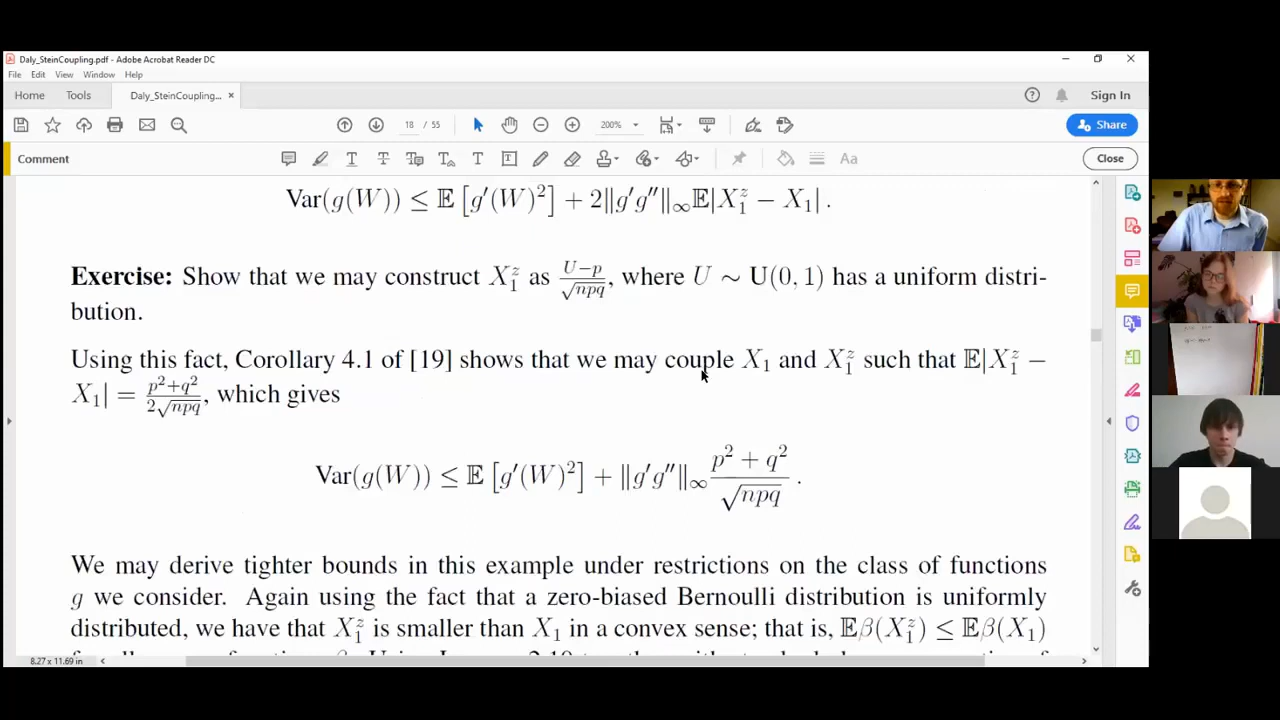 Daly_SteinCoupling.pdf - Adobe Acrobat Reader DC
File Edit View Window Help
Home Tools Daly_SteinCoupling... × Sign In
18 / 55 200% Share
Comment Aa Close
Var(g(W)) ≤ 𝔼 [g′(W)²] + 2‖g′g″‖∞𝔼|X₁ᶻ − X₁| .
Exercise: Show that we may construct X₁ᶻ as (U−p)/√(npq), where U ∼ U(0, 1) has a uniform distri-
bution.
Using this fact, Corollary 4.1 of [19] shows that we may couple X₁ and X₁ᶻ such that 𝔼|X₁ᶻ −
X₁| = (p²+q²)/(2√(npq)), which gives
Var(g(W)) ≤ 𝔼 [g′(W)²] + ‖g′g″‖∞ (p² + q²)/√(npq) .
We may derive tighter bounds in this example under restrictions on the class of functions
g we consider. Again using the fact that a zero-biased Bernoulli distribution is uniformly
distributed, we have that X₁ᶻ is smaller than X₁ in a convex sense; that is, 𝔼β(X₁ᶻ) ≤ 𝔼β(X₁)
8.27 x 11.69 in